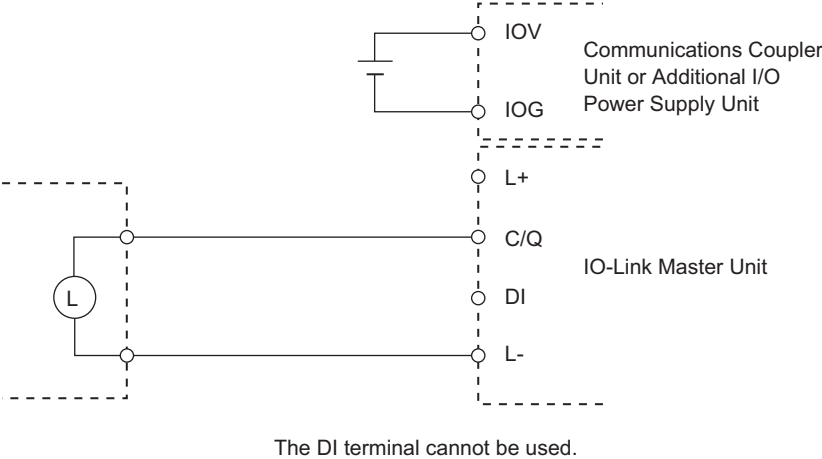 IOV
Communications Coupler
Unit or Additional I/O
Power Supply Unit
IOG
L+
C/Q
IO-Link Master Unit
L
DI
L-
The DI terminal cannot be used.